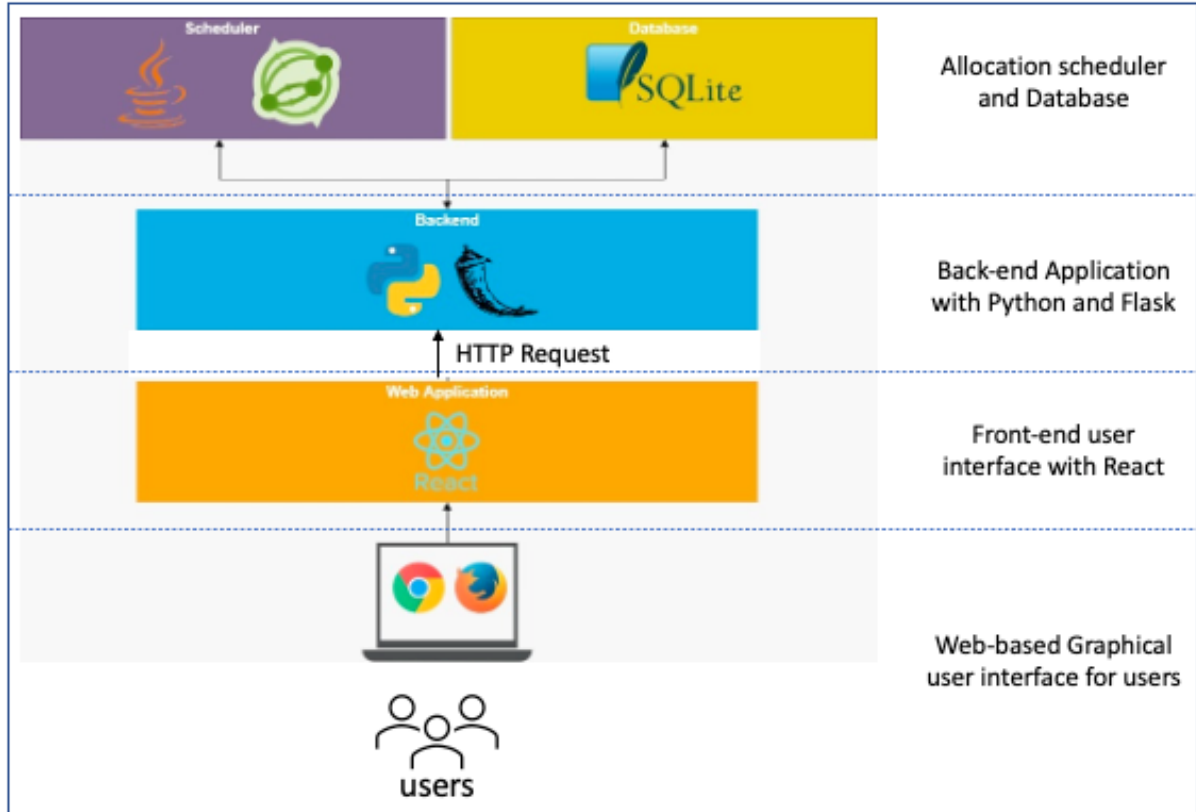 Scheduler
Database
SQLite
Allocation scheduler
and Database
Backend
Back-end Application
with Python and Flask
HTTP Request
Web Application
React
Front-end user
interface with React
Web-based Graphical
user interface for users
users